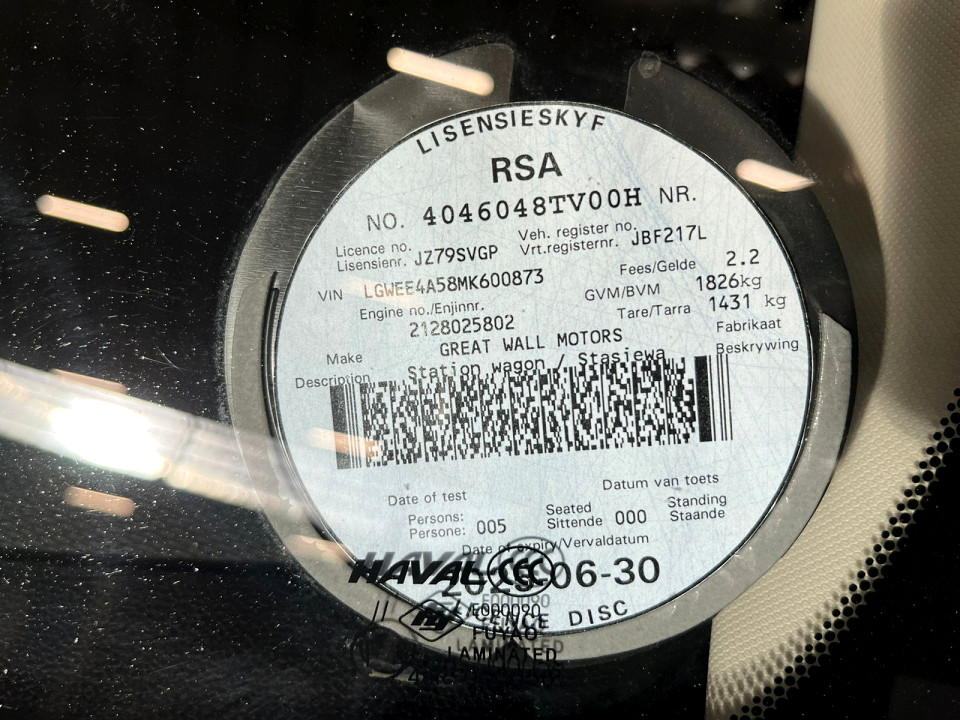 LISENSIESKYF
RSA
NO. 4046048TV00H NR.
Licence no. Lisensienr. JZ79SVGP Veh. register no. Vrt.registernr. JBF217L
VIN LGWEE4A58MK600873 Fees/Gelde 2.2
Engine no./Enjinnr. GVM/BVM 1826kg
2128025802 Tare/Tarra 1431 kg
Make GREAT WALL MOTORS Fabrikaat
Description Station wagon / Stasiewa Beskrywing
Date of test Datum van toets
Persons: Persone: 005 Seated Sittende 000 Standing Staande
Date of expiry/Vervaldatum
06-30
HAVAL CCC
DISC
E000090
FUYAO
LAMINATED